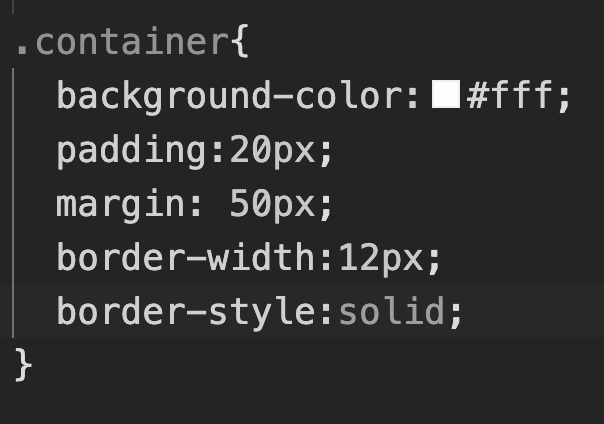 .container{
background-color: #fff;
padding:20px;
margin: 50px;
border-width:12px;
border-style:solid;
}